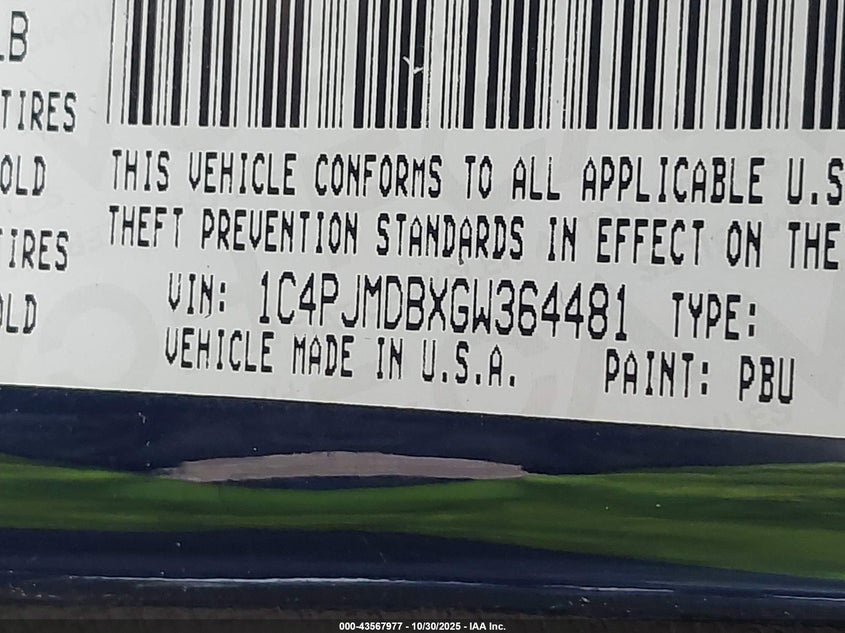 LB
TIRES
OLD
THIS VEHICLE CONFORMS TO ALL APPLICABLE U.S
THEFT PREVENTION STANDARDS IN EFFECT ON THE
TIRES
VIN: 1C4PJMDBXGW364481 TYPE:
OLD
VEHICLE MADE IN U.S.A. PAINT: PBU
000-43567977 - 10/30/2025 - IAA Inc.